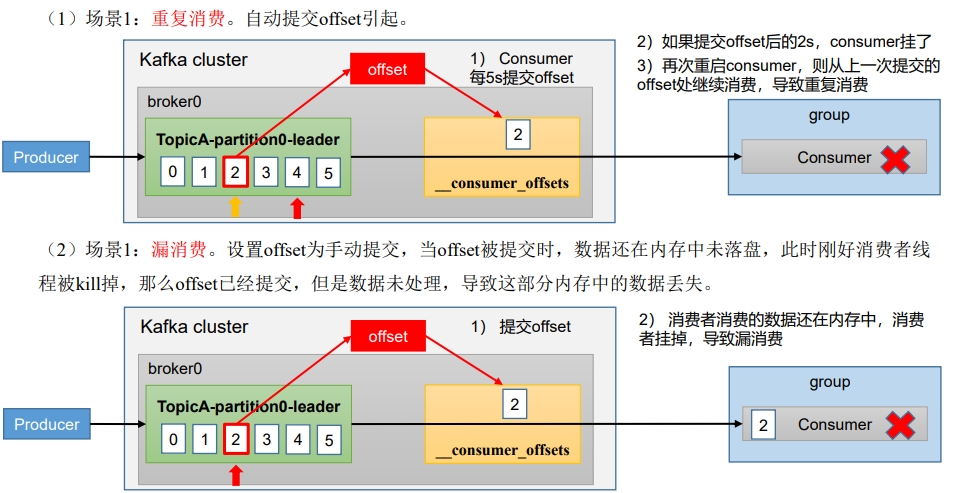 （1）场景1：重复消费。自动提交offset引起。
Kafka cluster
offset
1） Consumer
每5s提交offset
2）如果提交offset后的2s，consumer挂了
3）再次重启consumer，则从上一次提交的
offset处继续消费，导致重复消费
broker0
TopicA-partition0-leader
0 1 2 3 4 5
2
__consumer_offsets
Producer
group
Consumer
（2）场景1：漏消费。设置offset为手动提交，当offset被提交时，数据还在内存中未落盘，此时刚好消费者线
程被kill掉，那么offset已经提交，但是数据未处理，导致这部分内存中的数据丢失。
Kafka cluster
offset
1） 提交offset
2） 消费者消费的数据还在内存中，消费
者挂掉，导致漏消费
broker0
TopicA-partition0-leader
0 1 2 3 4 5
2
__consumer_offsets
Producer
group
2 Consumer